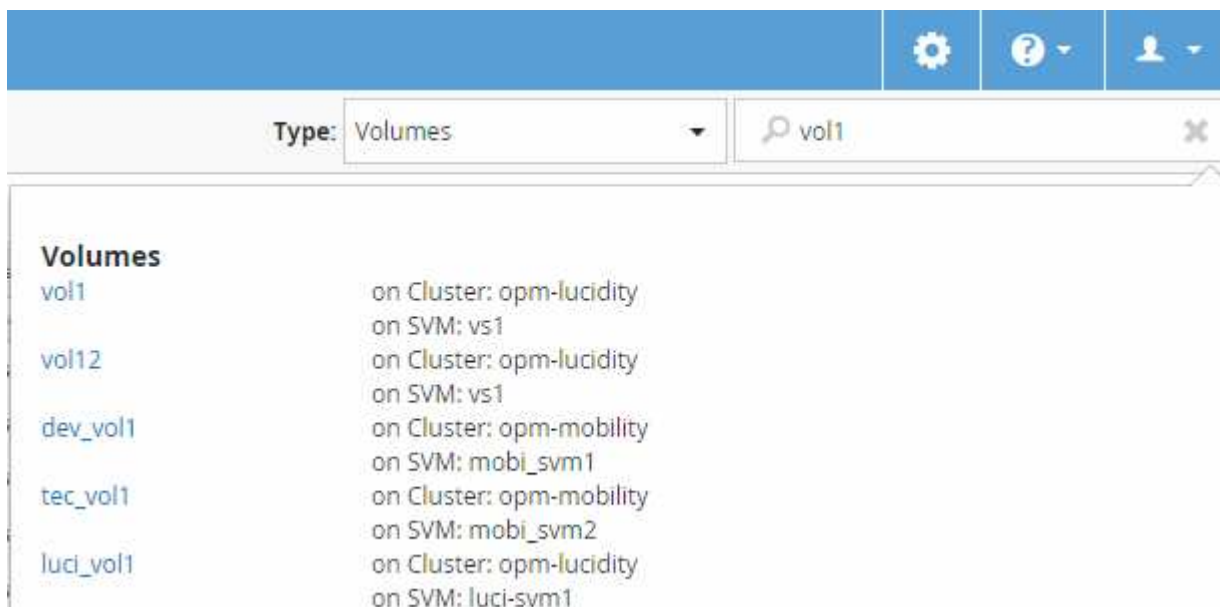 Type: Volumes vol1
Volumes
vol1 on Cluster: opm-lucidity
on SVM: vs1
vol12 on Cluster: opm-lucidity
on SVM: vs1
dev_vol1 on Cluster: opm-mobility
on SVM: mobi_svm1
tec_vol1 on Cluster: opm-mobility
on SVM: mobi_svm2
luci_vol1 on Cluster: opm-lucidity
on SVM: luci-svm1